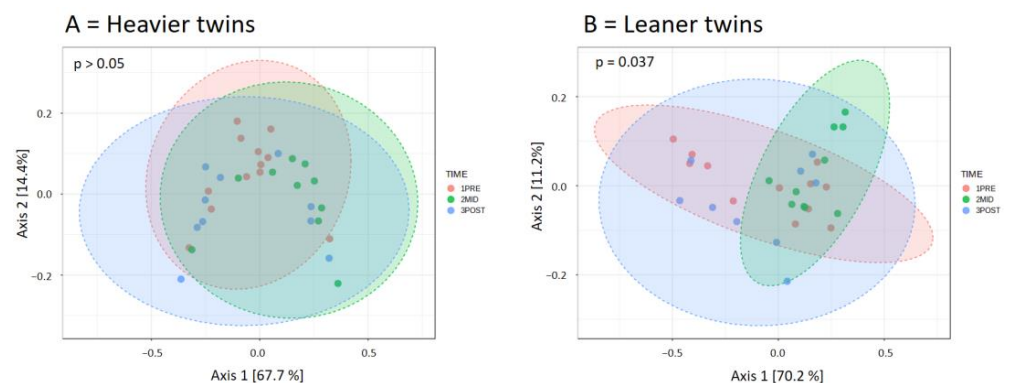 A = Heavier twins
p > 0.05
0.2
0.0
−0.2
Axis 2 [14.4%]
−0.5
0.0
0.5
Axis 1 [67.7 %]
TIME
1PRE
2MID
3POST
B = Leaner twins
p = 0.037
0.2
0.0
−0.2
Axis 2 [11.2%]
−0.5
0.0
0.5
Axis 1 [70.2 %]
TIME
1PRE
2MID
3POST